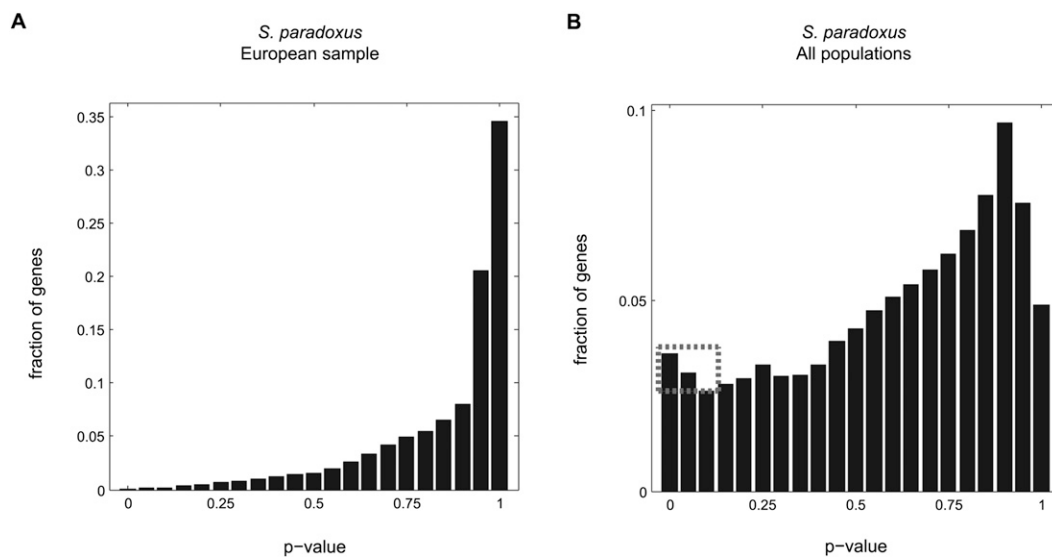 A
S. paradoxus
European sample
fraction of genes
0.35
0.3
0.25
0.2
0.15
0.1
0.05
0
0
0.25
0.5
0.75
1
p-value
B
S. paradoxus
All populations
fraction of genes
0.1
0.05
0
0
0.25
0.5
0.75
1
p-value